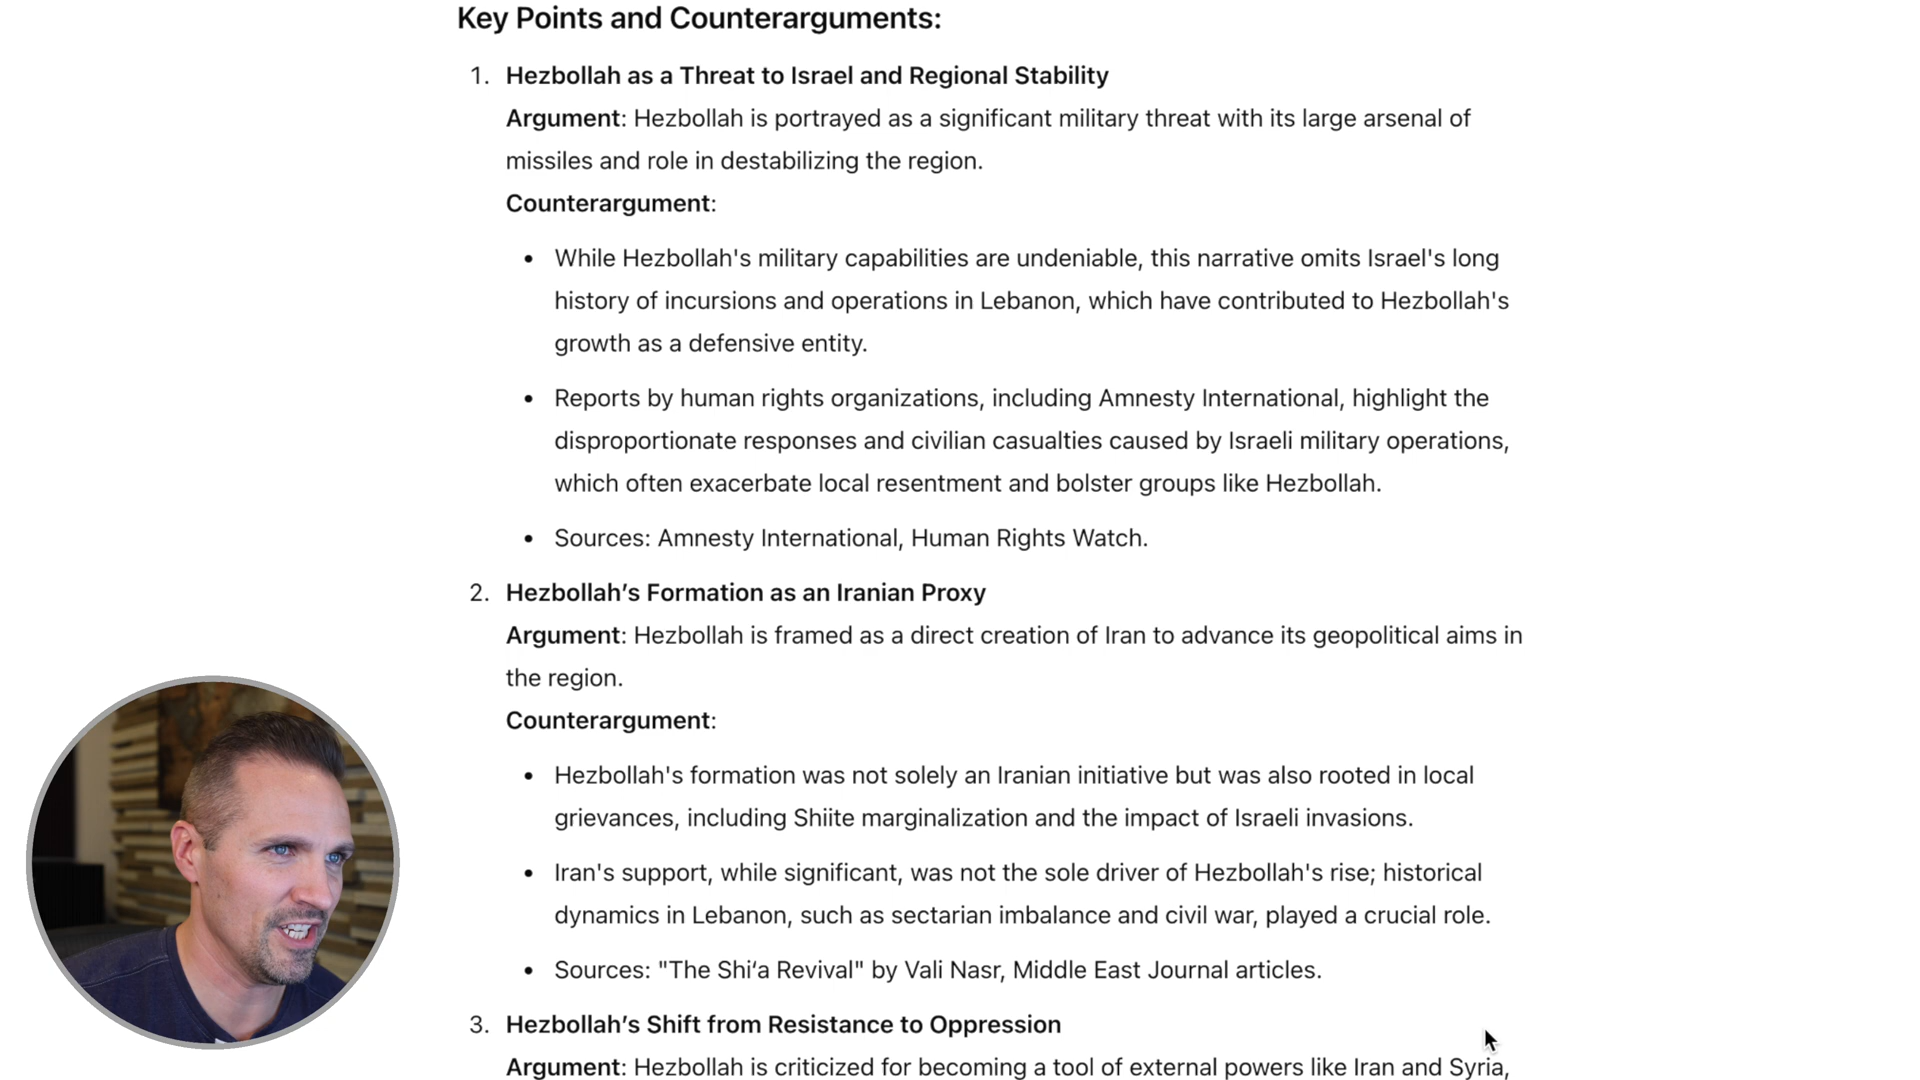 Key Points and Counterarguments:
1. Hezbollah as a Threat to Israel and Regional Stability
Argument: Hezbollah is portrayed as a significant military threat with its large arsenal of
missiles and role in destabilizing the region.
Counterargument:
• While Hezbollah's military capabilities are undeniable, this narrative omits Israel's long
history of incursions and operations in Lebanon, which have contributed to Hezbollah's
growth as a defensive entity.
• Reports by human rights organizations, including Amnesty International, highlight the
disproportionate responses and civilian casualties caused by Israeli military operations,
which often exacerbate local resentment and bolster groups like Hezbollah.
• Sources: Amnesty International, Human Rights Watch.
2. Hezbollah’s Formation as an Iranian Proxy
Argument: Hezbollah is framed as a direct creation of Iran to advance its geopolitical aims in
the region.
Counterargument:
• Hezbollah's formation was not solely an Iranian initiative but was also rooted in local
grievances, including Shiite marginalization and the impact of Israeli invasions.
• Iran's support, while significant, was not the sole driver of Hezbollah's rise; historical
dynamics in Lebanon, such as sectarian imbalance and civil war, played a crucial role.
• Sources: "The Shi‘a Revival" by Vali Nasr, Middle East Journal articles.
3. Hezbollah’s Shift from Resistance to Oppression
Argument: Hezbollah is criticized for becoming a tool of external powers like Iran and Syria,